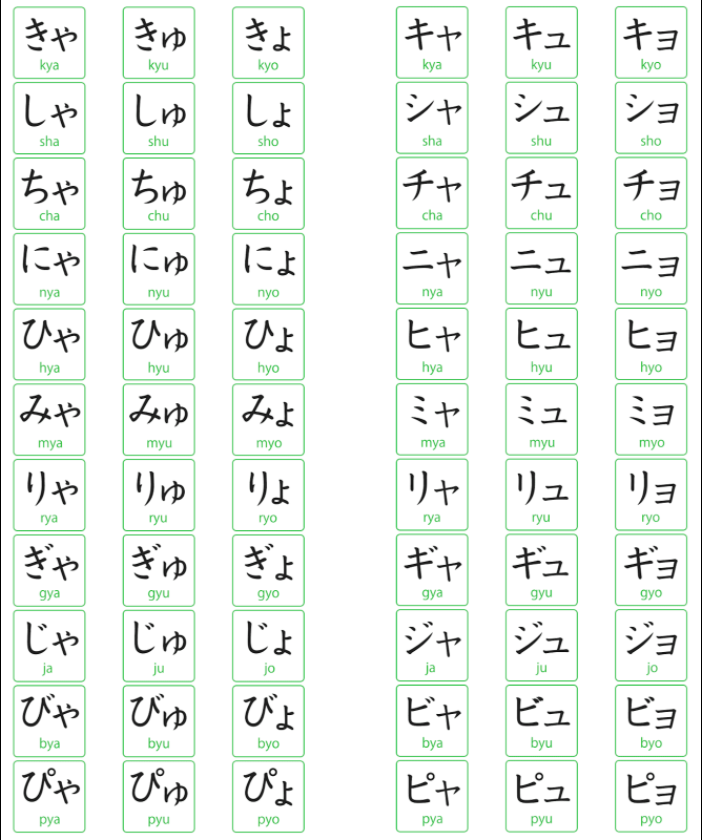 きゃ きゅ きょ キャ キュ キョ
kya kyu kyo kya kyu kyo
しゃ しゅ しょ シャ シュ ショ
sha shu sho sha shu sho
ちゃ ちゅ ちょ チャ チュ チョ
cha chu cho cha chu cho
にゃ にゅ にょ ニャ ニュ ニョ
nya nyu nyo nya nyu nyo
ひゃ ひゅ ひょ ヒャ ヒュ ヒョ
hya hyu hyo hya hyu hyo
みゃ みゅ みょ ミャ ミュ ミョ
mya myu myo mya myu myo
りゃ りゅ りょ リャ リュ リョ
rya ryu ryo rya ryu ryo
ぎゃ ぎゅ ぎょ ギャ ギュ ギョ
gya gyu gyo gya gyu gyo
じゃ じゅ じょ ジャ ジュ ジョ
ja ju jo ja ju jo
びゃ びゅ びょ ビャ ビュ ビョ
bya byu byo bya byu byo
ぴゃ ぴゅ ぴょ ピャ ピュ ピョ
pya pyu pyo pya pyu pyo